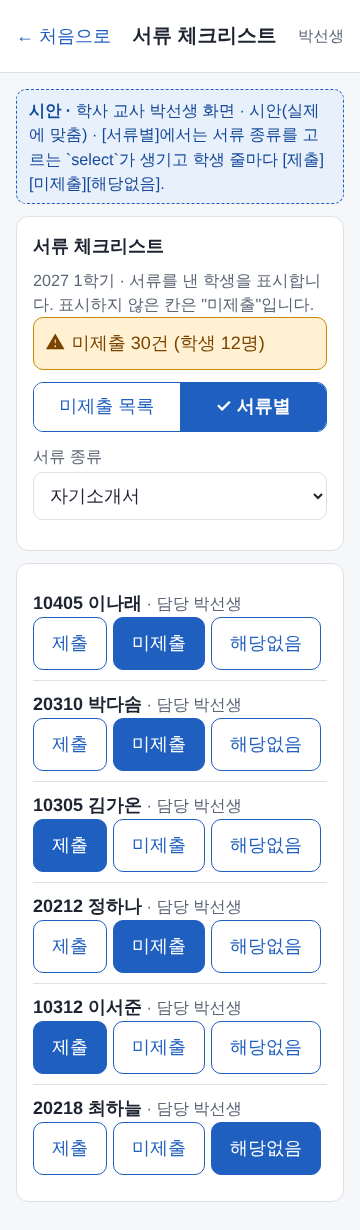 ← 처음으로 서류 체크리스트 박선생
시안 · 학사 교사 박선생 화면 · 시안(실제
에 맞춤) · [서류별]에서는 서류 종류를 고
르는 `select`가 생기고 학생 줄마다 [제출]
[미제출][해당없음].
서류 체크리스트
2027 1학기 · 서류를 낸 학생을 표시합니
다. 표시하지 않은 칸은 "미제출"입니다.
미제출 30건 (학생 12명)
미제출 목록 ✓ 서류별
서류 종류
자기소개서
10405 이나래 · 담당 박선생
제출 미제출 해당없음
20310 박다솜 · 담당 박선생
제출 미제출 해당없음
10305 김가온 · 담당 박선생
제출 미제출 해당없음
20212 정하나 · 담당 박선생
제출 미제출 해당없음
10312 이서준 · 담당 박선생
제출 미제출 해당없음
20218 최하늘 · 담당 박선생
제출 미제출 해당없음